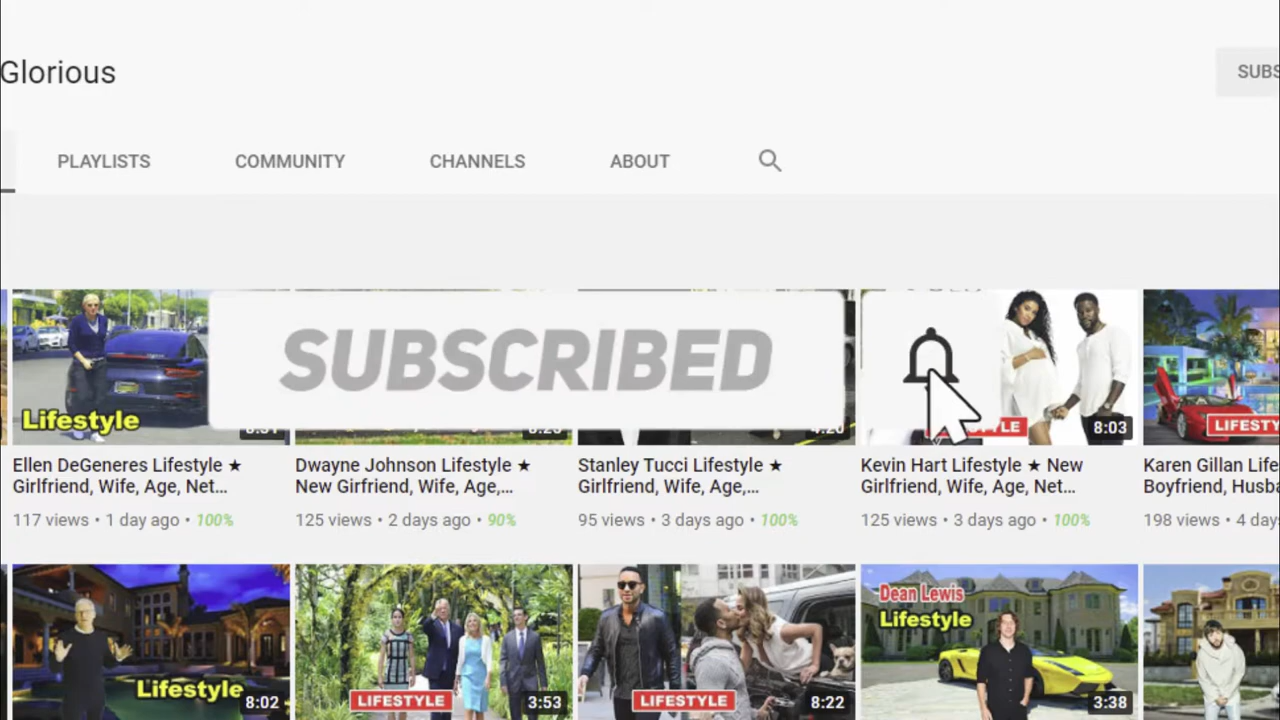 Glorious
SUBS
PLAYLISTS COMMUNITY CHANNELS ABOUT
SUBSCRIBED
Lifestyle
8:03
LIFESTY
Ellen DeGeneres Lifestyle ★
Girlfriend, Wife, Age, Net...
117 views • 1 day ago • 100%
Dwayne Johnson Lifestyle ★
New Girfriend, Wife, Age,...
125 views • 2 days ago • 90%
Stanley Tucci Lifestyle ★
Girlfriend, Wife, Age,...
95 views • 3 days ago • 100%
Kevin Hart Lifestyle ★ New
Girlfriend, Wife, Age, Net...
125 views • 3 days ago • 100%
Karen Gillan Life
Boyfriend, Husba
198 views • 4 day
Lifestyle
8:02
LIFESTYLE
3:53
LIFESTYLE
8:22
Dean Lewis
Lifestyle
3:38